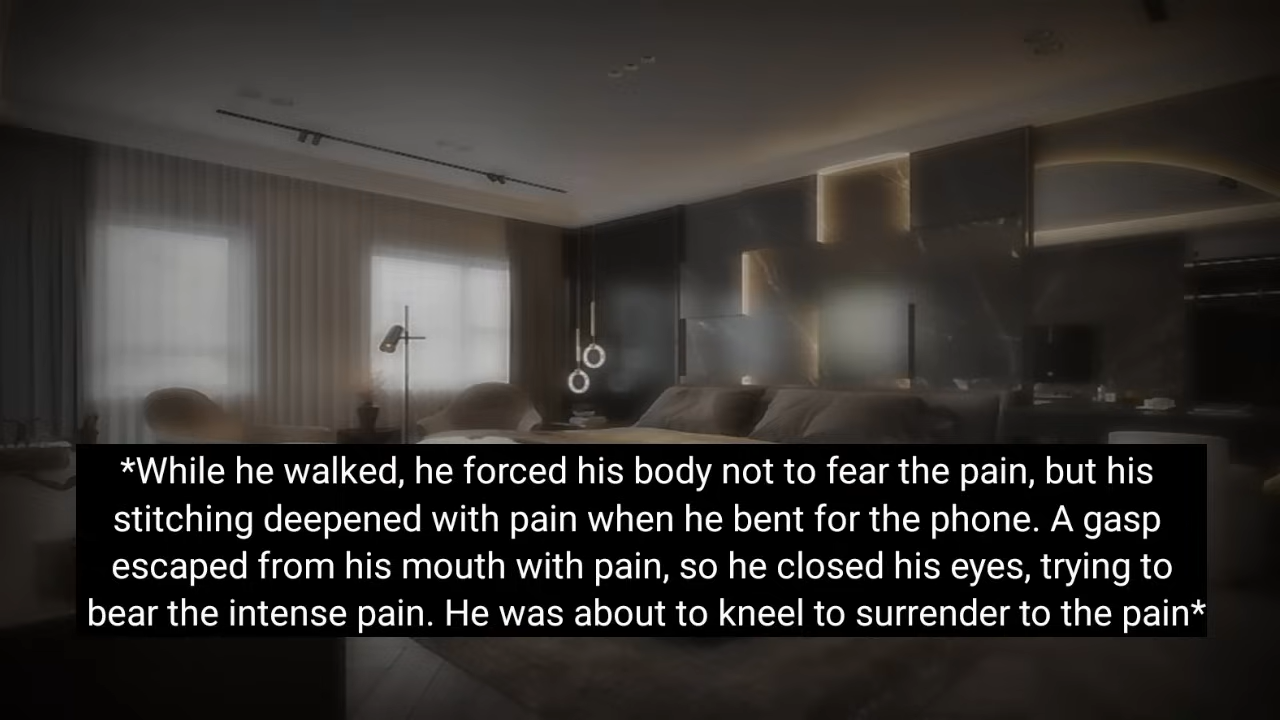 *While he walked, he forced his body not to fear the pain, but his
stitching deepened with pain when he bent for the phone. A gasp
escaped from his mouth with pain, so he closed his eyes, trying to
bear the intense pain. He was about to kneel to surrender to the pain*